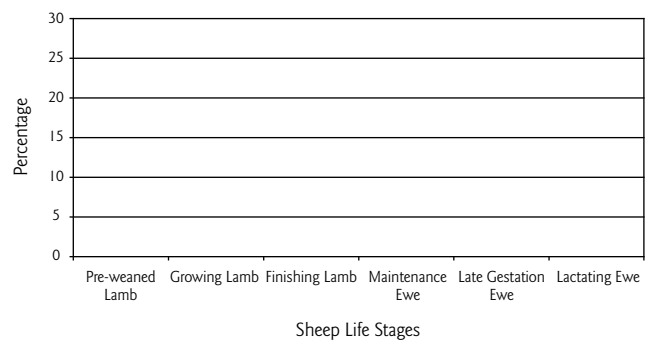 30
25
20
15
10
5
0
Percentage
Pre-weaned Lamb
Growing Lamb
Finishing Lamb
Maintenance Ewe
Late Gestation Ewe
Lactating Ewe
Sheep Life Stages